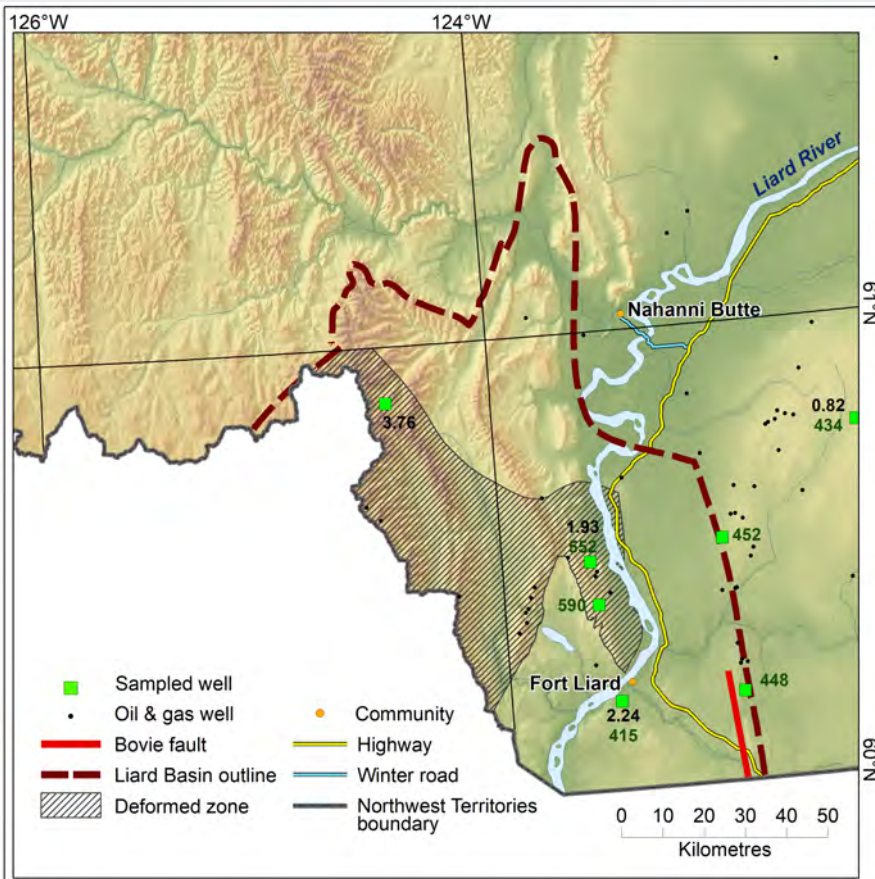 126°W
124°W
Liard River
61°N
Nahanni Butte
0.82
434
3.76
1.93
552
452
590
448
Fort Liard
2.24
415
60°N
Sampled well
Oil & gas well
Bovie fault
Liard Basin outline
Deformed zone
Community
Highway
Winter road
Northwest Territories
boundary
0 10 20 30 40 50
Kilometres